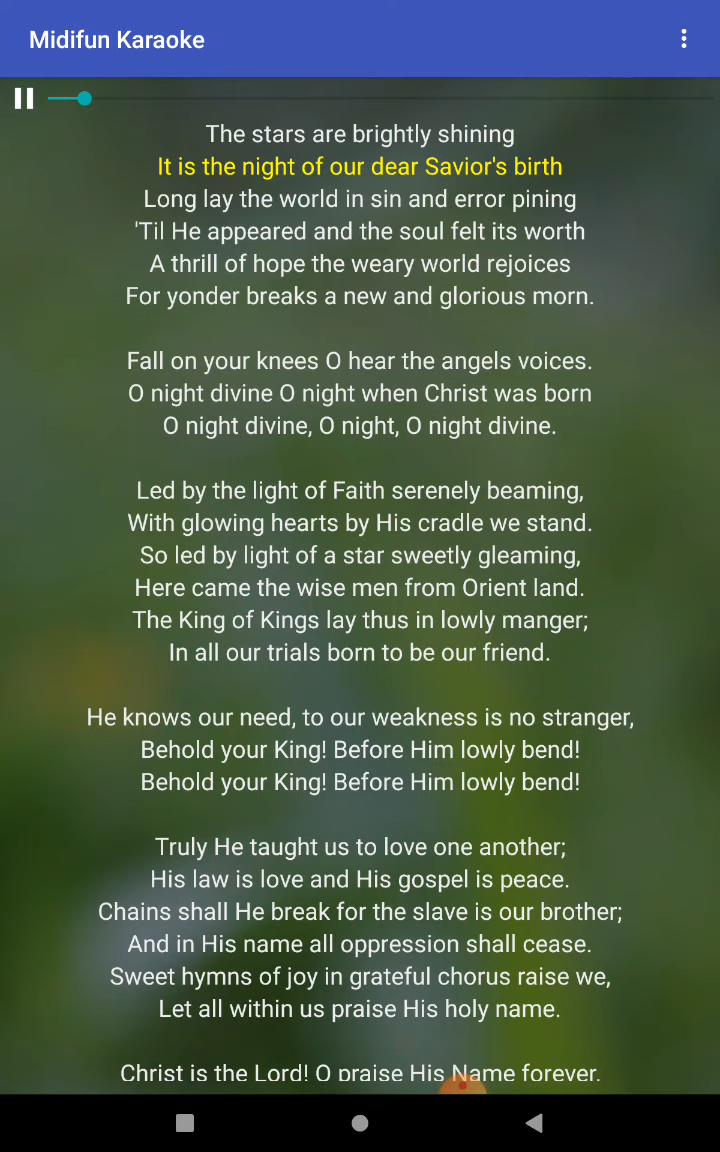 Midifun Karaoke
The stars are brightly shining
It is the night of our dear Savior's birth
Long lay the world in sin and error pining
'Til He appeared and the soul felt its worth
A thrill of hope the weary world rejoices
For yonder breaks a new and glorious morn.
Fall on your knees O hear the angels voices.
O night divine O night when Christ was born
O night divine, O night, O night divine.
Led by the light of Faith serenely beaming,
With glowing hearts by His cradle we stand.
So led by light of a star sweetly gleaming,
Here came the wise men from Orient land.
The King of Kings lay thus in lowly manger;
In all our trials born to be our friend.
He knows our need, to our weakness is no stranger,
Behold your King! Before Him lowly bend!
Behold your King! Before Him lowly bend!
Truly He taught us to love one another;
His law is love and His gospel is peace.
Chains shall He break for the slave is our brother;
And in His name all oppression shall cease.
Sweet hymns of joy in grateful chorus raise we,
Let all within us praise His holy name.
Christ is the Lord! O praise His Name forever.